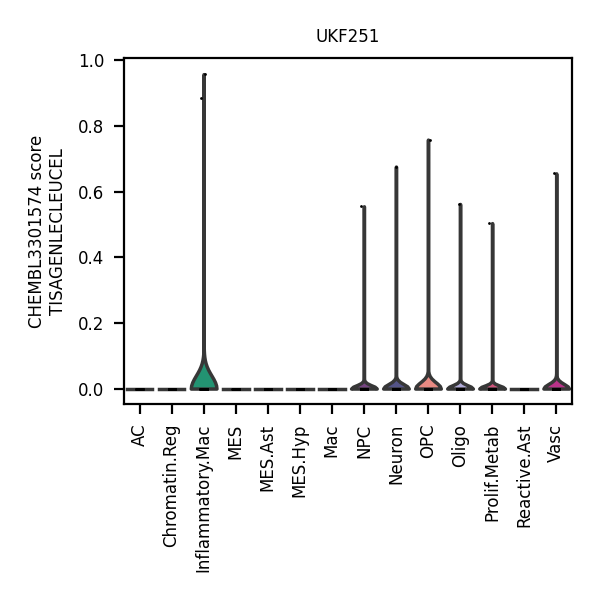 UKF251
CHEMBL3301574 score
TISAGENLECLEUCEL
1.0
0.8
0.6
0.4
0.2
0.0
AC
Chromatin.Reg
Inflammatory.Mac
MES
MES.Ast
MES.Hyp
Mac
NPC
Neuron
OPC
Oligo
Prolif.Metab
Reactive.Ast
Vasc